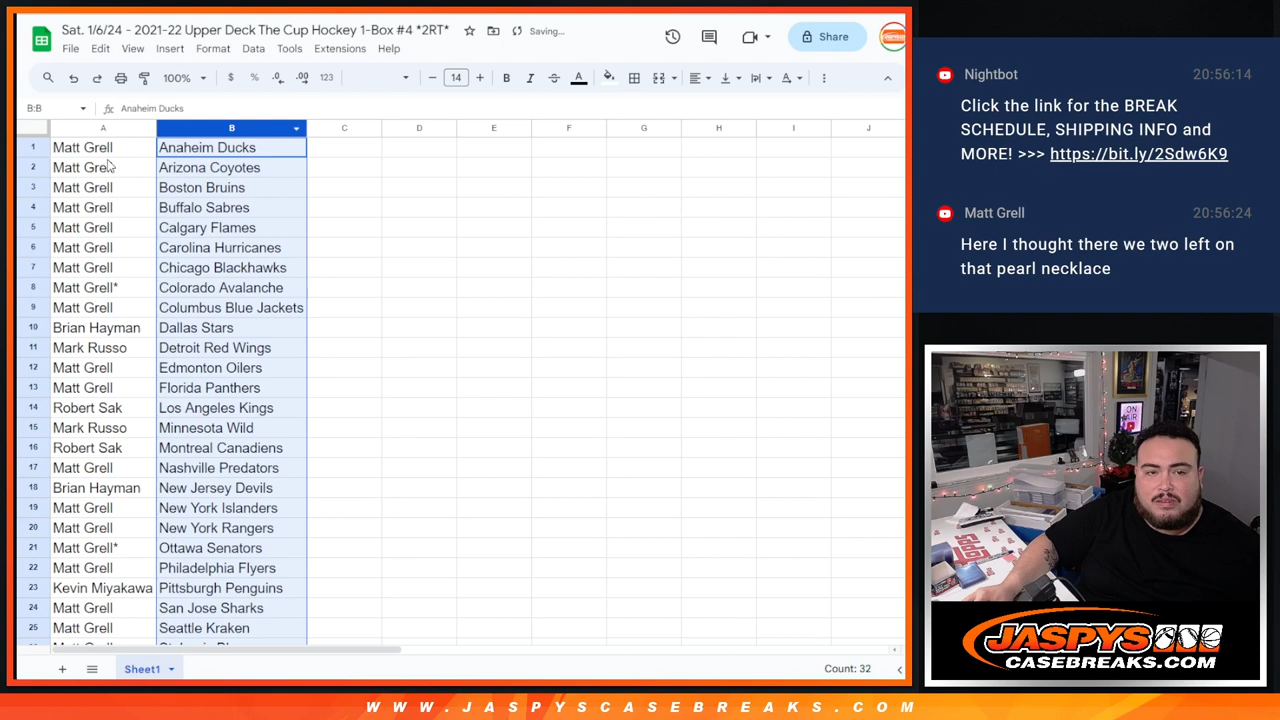 Sat. 1/6/24 - 2021-22 Upper Deck The Cup Hockey 1-Box #4 *2RT*
Saving...
File Edit View Insert Format Data Tools Extensions Help
Share
100% $ % .0 .00 123 14 B I A
B:B Anaheim Ducks
A B C D E F G H I J
1 Matt Grell Anaheim Ducks
2 Matt Grell Arizona Coyotes
3 Matt Grell Boston Bruins
4 Matt Grell Buffalo Sabres
5 Matt Grell Calgary Flames
6 Matt Grell Carolina Hurricanes
7 Matt Grell Chicago Blackhawks
8 Matt Grell* Colorado Avalanche
9 Matt Grell Columbus Blue Jackets
10 Brian Hayman Dallas Stars
11 Mark Russo Detroit Red Wings
12 Matt Grell Edmonton Oilers
13 Matt Grell Florida Panthers
14 Robert Sak Los Angeles Kings
15 Mark Russo Minnesota Wild
16 Robert Sak Montreal Canadiens
17 Matt Grell Nashville Predators
18 Brian Hayman New Jersey Devils
19 Matt Grell New York Islanders
20 Matt Grell New York Rangers
21 Matt Grell* Ottawa Senators
22 Matt Grell Philadelphia Flyers
23 Kevin Miyakawa Pittsburgh Penguins
24 Matt Grell San Jose Sharks
25 Matt Grell Seattle Kraken
Sheet1
Count: 32
Nightbot 20:56:14
Click the link for the BREAK
SCHEDULE, SHIPPING INFO and
MORE! >>> https://bit.ly/2Sdw6K9
Matt Grell 20:56:24
Here I thought there we two left on
that pearl necklace
ON
AIR
JASPYS
CASEBREAKS.COM
WWW.JASPYSCASEBREAKS.COM